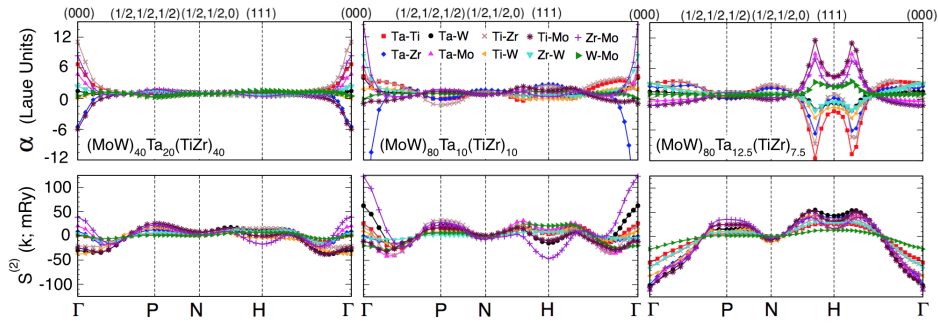 (000) (1/2,1/2,1/2) (1/2,1/2,0) (111) (000) (1/2,1/2,1/2) (1/2,1/2,0) (111) (000) (1/2,1/2,1/2) (1/2,1/2,0) (111) (000)
α (Laue Units)
12
6
0
-6
-12
Ta-Ti Ta-W Ti-Zr Ti-Mo Zr-Mo
Ta-Zr Ta-Mo Ti-W Zr-W W-Mo
(MoW)40Ta20(TiZr)40 (MoW)80Ta10(TiZr)10 (MoW)80Ta12.5(TiZr)7.5
S(2) (k; mRy)
100
50
0
-50
-100
Γ P N H Γ P N H Γ P N H Γ